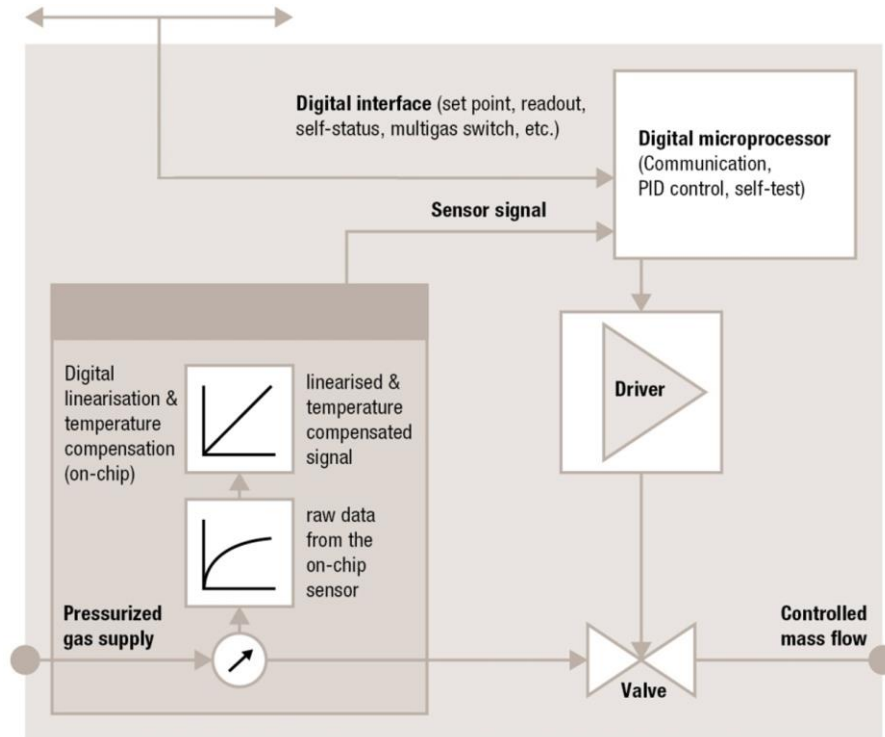 Digital interface (set point, readout,
self-status, multigas switch, etc.)
Digital microprocessor
(Communication,
PID control, self-test)
Sensor signal
Digital
linearisation &
temperature
compensation
(on-chip)
linearised &
temperature
compensated
signal
Driver
raw data
from the
on-chip
sensor
Pressurized
gas supply
Controlled
mass flow
Valve